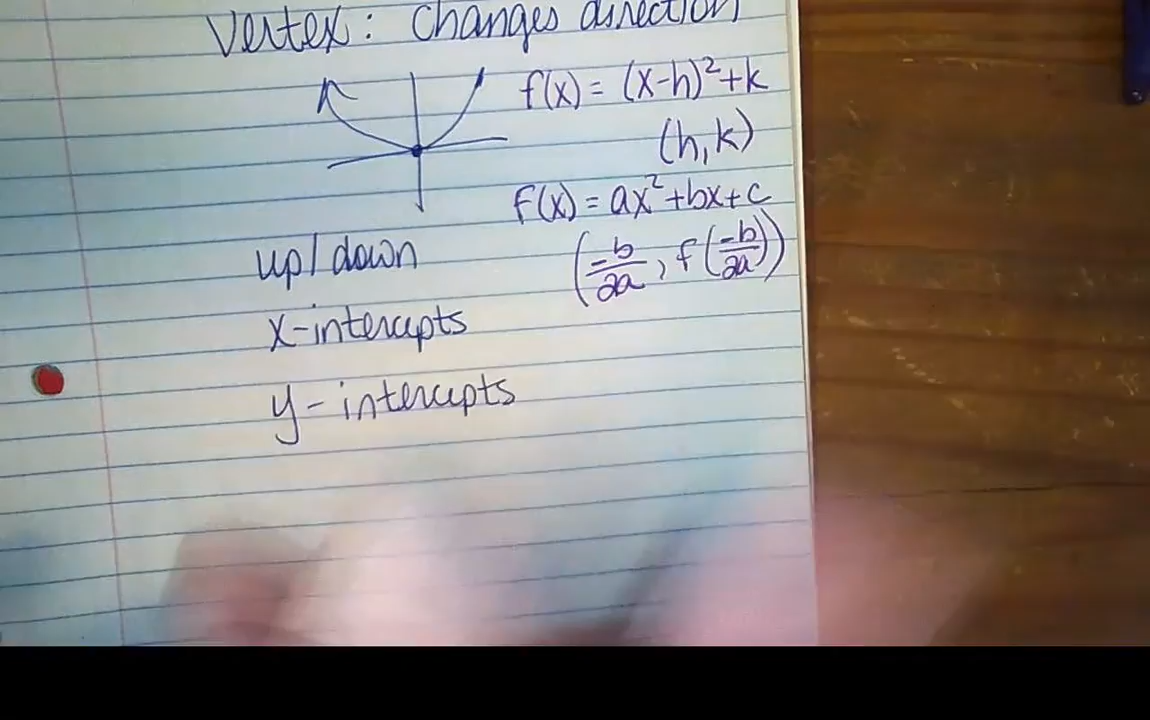 Vertex: Changes direction
f(x) = (x-h)²+k
(h,k)
f(x) = ax²+bx+c
(-b/2a, f(-b/2a))
up/down
x-intercepts
y-intercepts